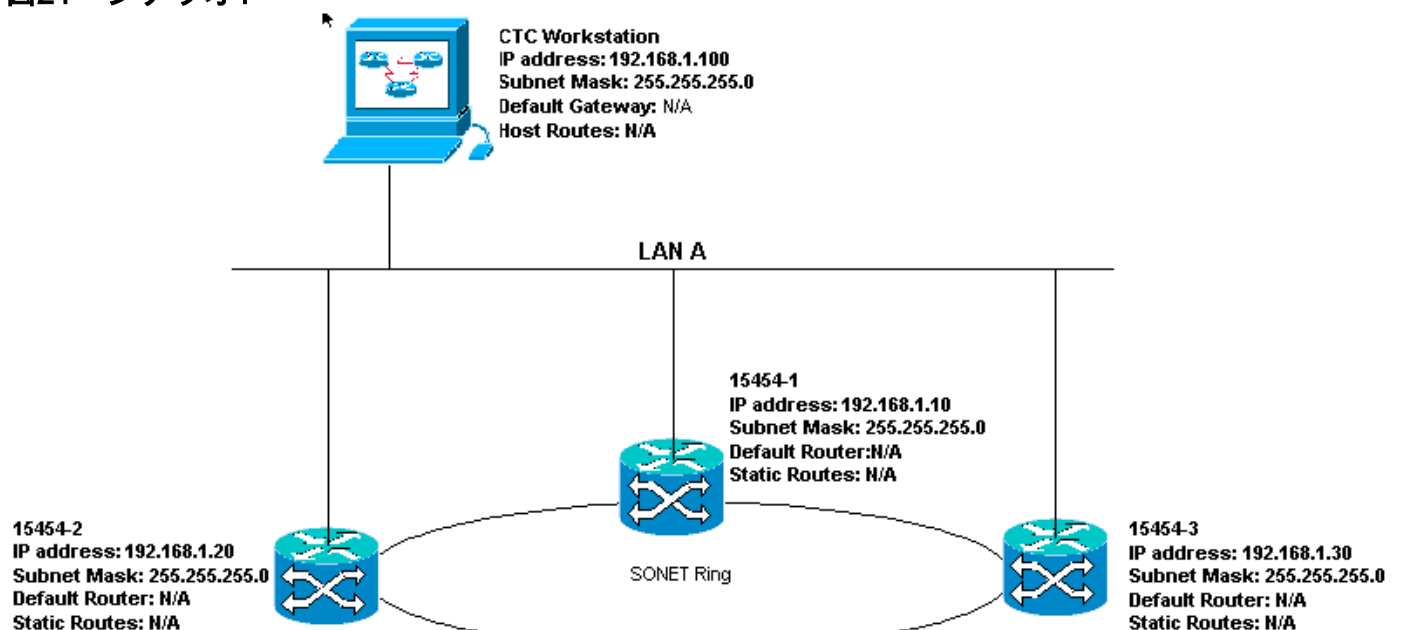 CTC Workstation
IP address: 192.168.1.100
Subnet Mask: 255.255.255.0
Default Gateway: N/A
Host Routes: N/A
LAN A
15454-1
IP address: 192.168.1.10
Subnet Mask: 255.255.255.0
Default Router:N/A
Static Routes: N/A
15454-2
IP address: 192.168.1.20
Subnet Mask: 255.255.255.0
Default Router: N/A
Static Routes: N/A
SONET Ring
15454-3
IP address: 192.168.1.30
Subnet Mask: 255.255.255.0
Default Router: N/A
Static Routes: N/A